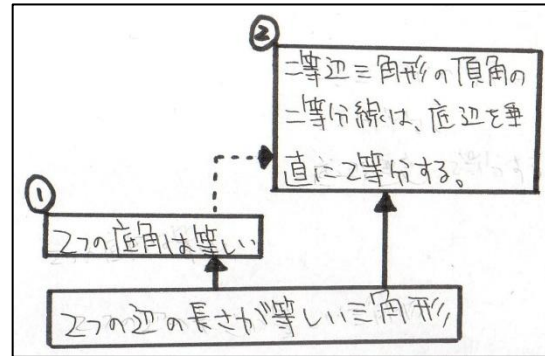 ②
二等辺三角形の頂角の
二等分線は、底辺を垂
直に2等分する。
①
2つの底角は等しい
2つの辺の長さが等しい三角形